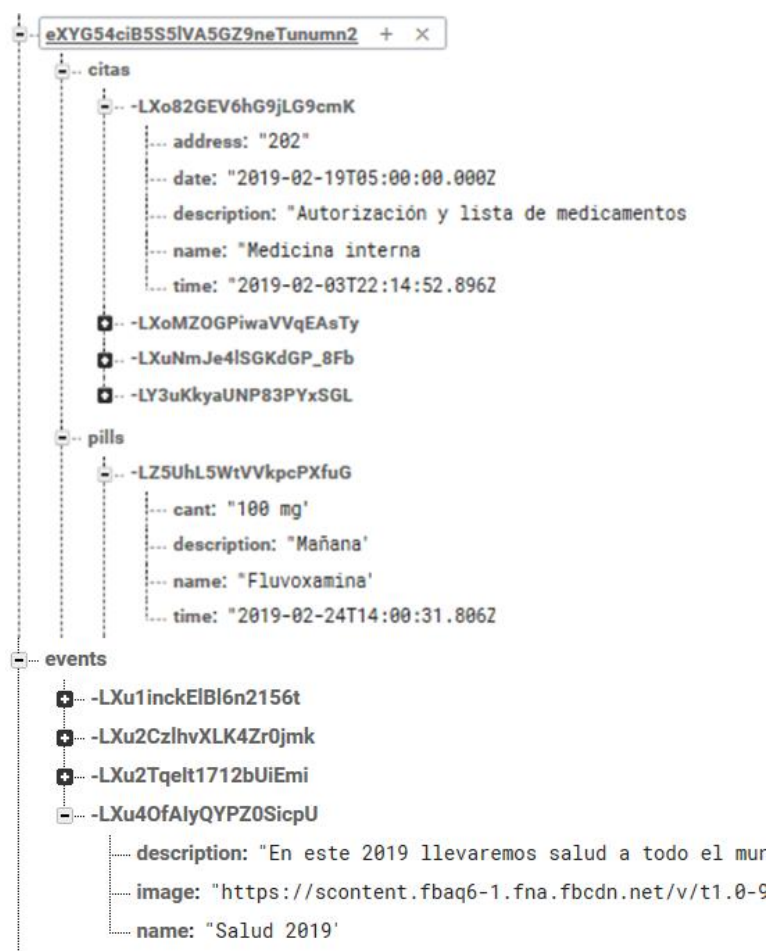 eXYG54ciB5S5lVA5GZ9neTunumn2 + ×
citas
-LXo82GEV6hG9jLG9cmK
address: "202"
date: "2019-02-19T05:00:00.000Z
description: "Autorización y lista de medicamentos
name: "Medicina interna
time: "2019-02-03T22:14:52.896Z
-LXoMZOGPiwaVVqEAsTy
-LXuNmJe4lSGKdGP_8Fb
-LY3uKkyaUNP83PYxSGL
pills
-LZ5UhL5WtVVkpcPXfuG
cant: "100 mg'
description: "Mañana'
name: "Fluvoxamina'
time: "2019-02-24T14:00:31.806Z
events
-LXu1inckElBl6n2156t
-LXu2CzlhvXLK4Zr0jmk
-LXu2TqeIt1712bUiEmi
-LXu4OfAIyQYPZ0SicpU
description: "En este 2019 llevaremos salud a todo el mur
image: "https://scontent.fbaq6-1.fna.fbcdn.net/v/t1.0-9
name: "Salud 2019'